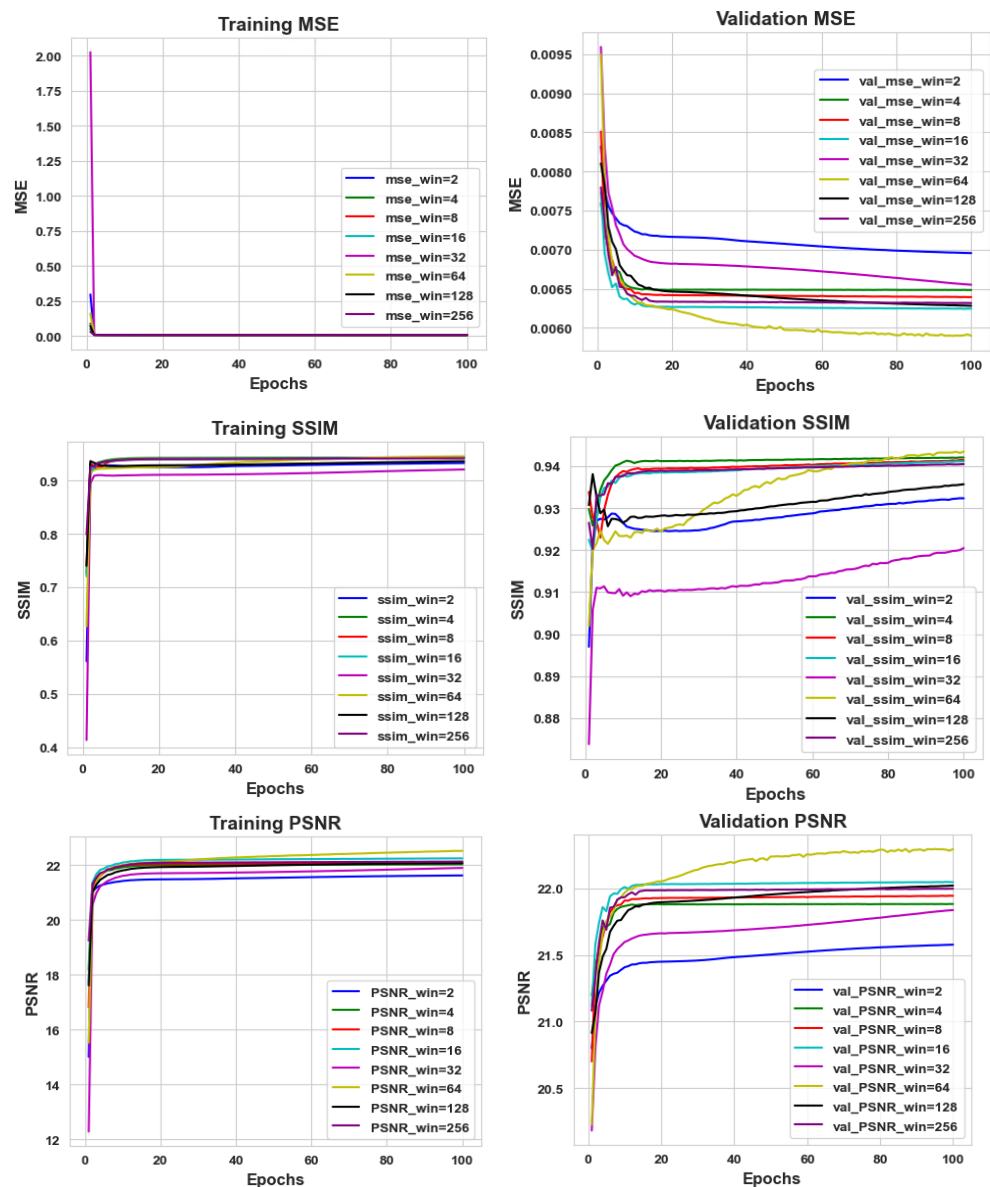 Training MSE
MSE
2.00
1.75
1.50
1.25
1.00
0.75
0.50
0.25
0.00
mse_win=2
mse_win=4
mse_win=8
mse_win=16
mse_win=32
mse_win=64
mse_win=128
mse_win=256
0 20 40 60 80 100
Epochs
Validation MSE
MSE
0.0095
0.0090
0.0085
0.0080
0.0075
0.0070
0.0065
0.0060
val_mse_win=2
val_mse_win=4
val_mse_win=8
val_mse_win=16
val_mse_win=32
val_mse_win=64
val_mse_win=128
val_mse_win=256
0 20 40 60 80 100
Epochs
Training SSIM
SSIM
0.9
0.8
0.7
0.6
0.5
0.4
ssim_win=2
ssim_win=4
ssim_win=8
ssim_win=16
ssim_win=32
ssim_win=64
ssim_win=128
ssim_win=256
0 20 40 60 80 100
Epochs
Validation SSIM
SSIM
0.94
0.93
0.92
0.91
0.90
0.89
0.88
val_ssim_win=2
val_ssim_win=4
val_ssim_win=8
val_ssim_win=16
val_ssim_win=32
val_ssim_win=64
val_ssim_win=128
val_ssim_win=256
0 20 40 60 80 100
Epochs
Training PSNR
PSNR
22
20
18
16
14
12
PSNR_win=2
PSNR_win=4
PSNR_win=8
PSNR_win=16
PSNR_win=32
PSNR_win=64
PSNR_win=128
PSNR_win=256
0 20 40 60 80 100
Epochs
Validation PSNR
PSNR
22.0
21.5
21.0
20.5
val_PSNR_win=2
val_PSNR_win=4
val_PSNR_win=8
val_PSNR_win=16
val_PSNR_win=32
val_PSNR_win=64
val_PSNR_win=128
val_PSNR_win=256
0 20 40 60 80 100
Epochs